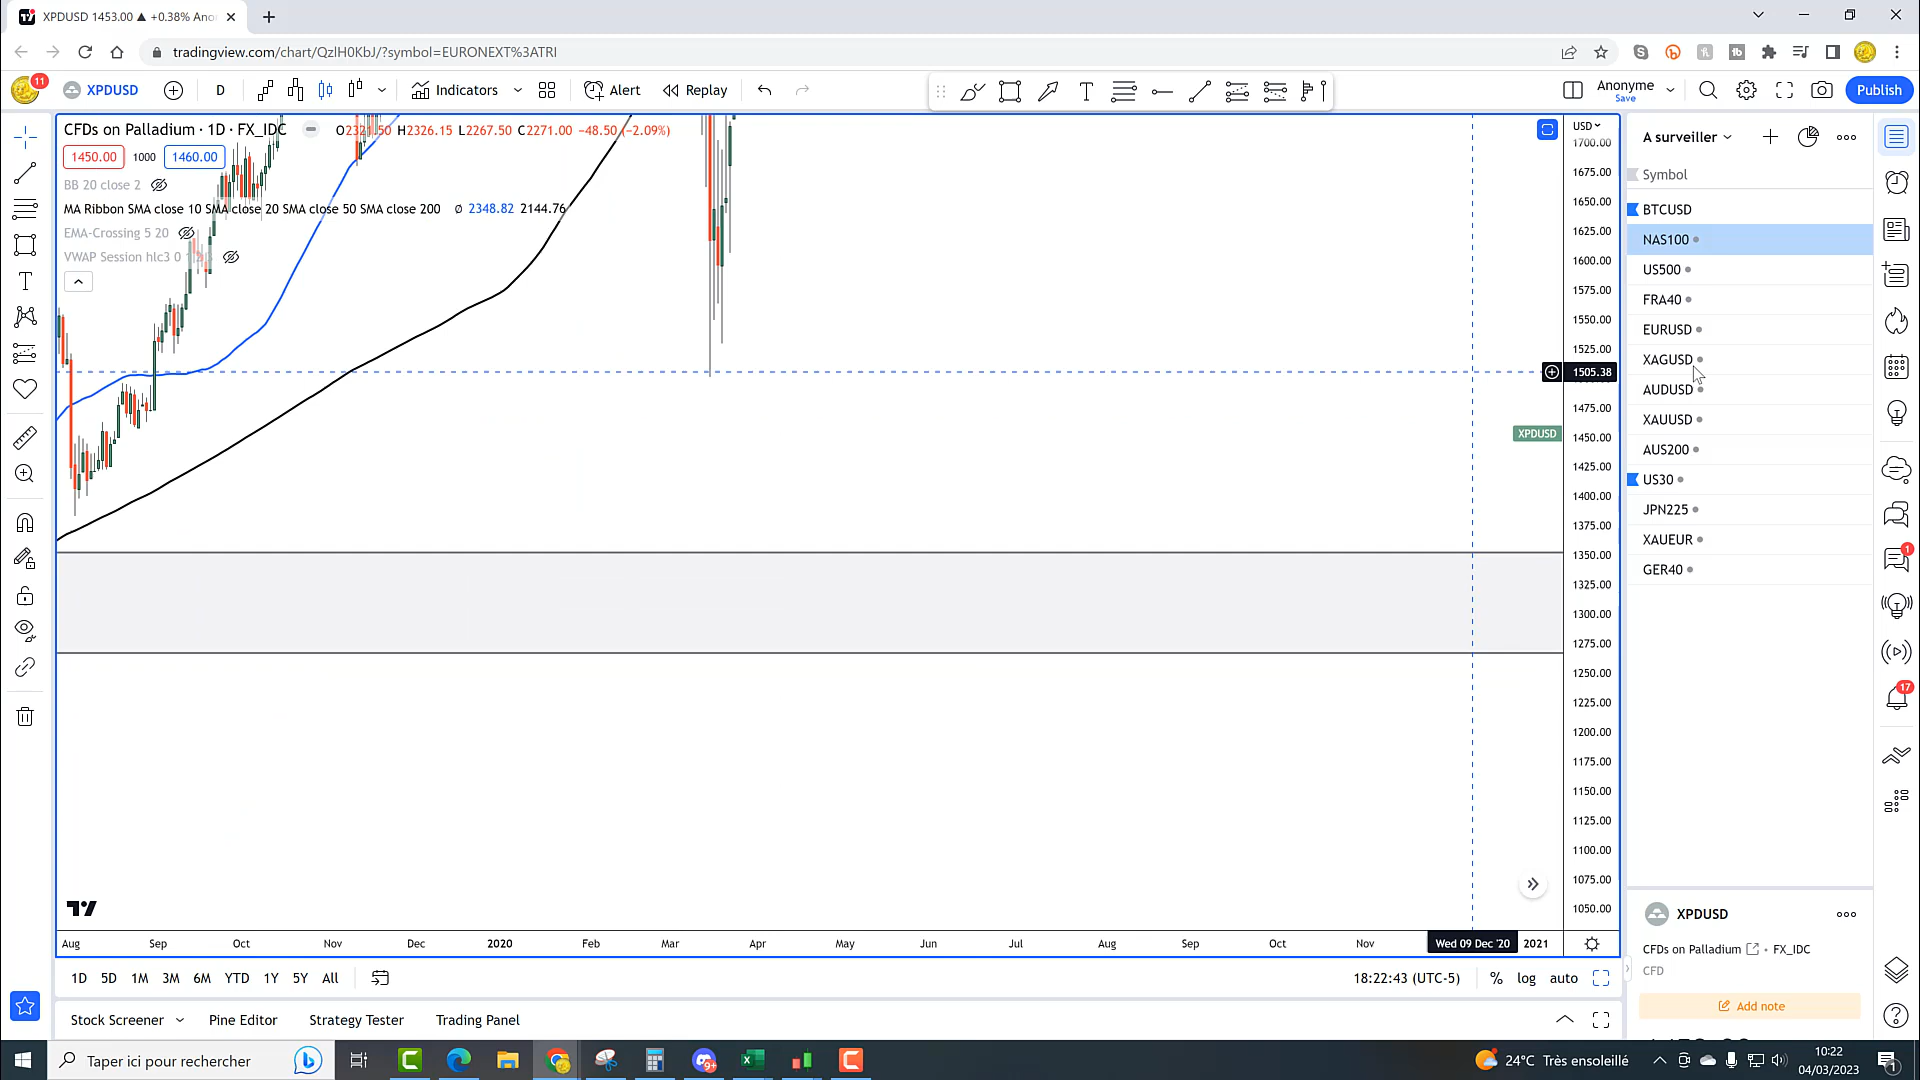 XPDUSD 1453.00 ▲ +0.38% Ano
tradingview.com/chart/QzlH0KbJ/?symbol=EURONEXT%3ATRI
11
XPDUSD
D
Indicators
Alert
Replay
Anonyme
Save
Publish
CFDs on Palladium · 1D · FX_IDC
H2326.15 L2267.50 C2271.00 −48.50 (−2.09%)
1450.00 1000 1460.00
BB 20 close 2
MA Ribbon SMA close 10 SMA close 20 SMA close 50 SMA close 200 Ø 2348.82 2144.76
EMA-Crossing 5 20
VWAP Session hlc3 0
USD
1700.00
1675.00
1650.00
1625.00
1600.00
1575.00
1550.00
1525.00
1505.38
1475.00
XPDUSD
1450.00
1425.00
1400.00
1375.00
1350.00
1325.00
1300.00
1275.00
1250.00
1225.00
1200.00
1175.00
1150.00
1125.00
1100.00
1075.00
1050.00
Aug Sep Oct Nov Dec 2020 Feb Mar Apr May Jun Jul Aug Sep Oct Nov Wed 09 Dec '20 2021
1D 5D 1M 3M 6M YTD 1Y 5Y All
18:22:43 (UTC-5) % log auto
Stock Screener Pine Editor Strategy Tester Trading Panel
A surveiller
Symbol
BTCUSD
NAS100
US500
FRA40
EURUSD
XAGUSD
AUDUSD
XAUUSD
AUS200
US30
JPN225
XAUEUR
GER40
XPDUSD
CFDs on Palladium • FX_IDC
CFD
Add note
1
17
Taper ici pour rechercher
9+
24°C Très ensoleillé
10:22
04/03/2023
1